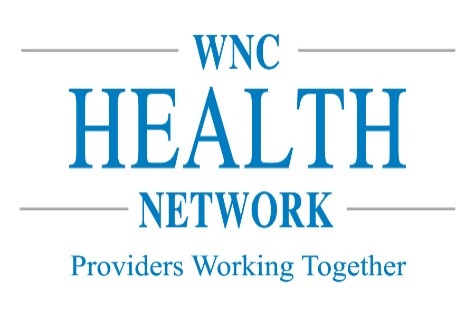 WNC
HEALTH
NETWORK
Providers Working Together